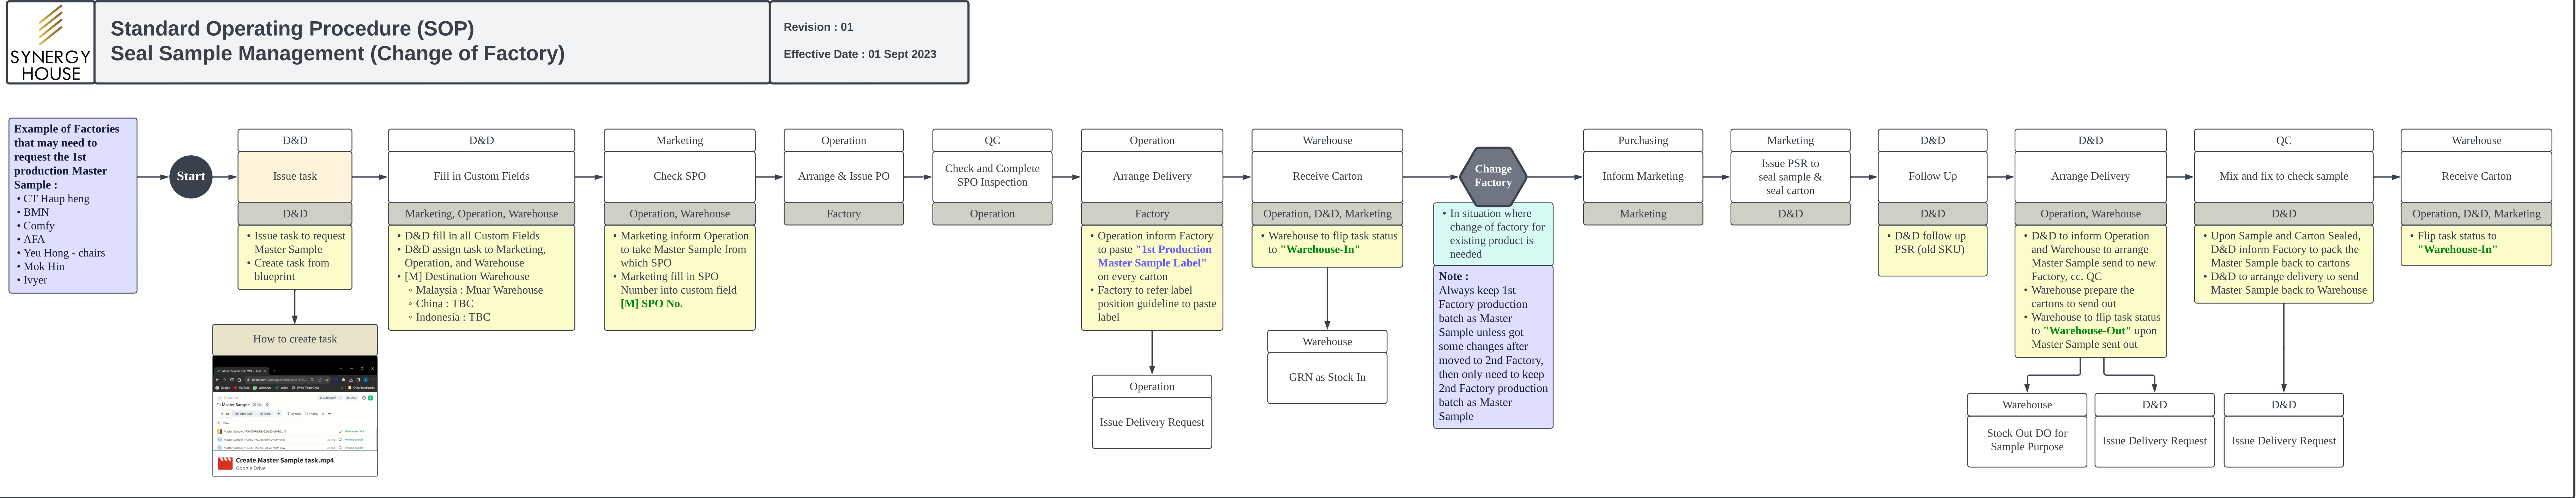 SYNERGY
HOUSE
Standard Operating Procedure (SOP)
Seal Sample Management (Change of Factory)
Revision : 01
Effective Date : 01 Sept 2023
Example of Factories
that may need to
request the 1st
production Master
Sample :
• CT Haup heng
• BMN
• Comfy
• AFA
• Yeu Hong - chairs
• Mok Hin
• Ivyer
Start
D&D
Issue task
D&D
• Issue task to request
Master Sample
• Create task from
blueprint
How to create task
Master Sample
Create Master Sample task.mp4
Google Drive
D&D
Fill in Custom Fields
Marketing, Operation, Warehouse
• D&D fill in all Custom Fields
• D&D assign task to Marketing,
Operation, and Warehouse
• [M] Destination Warehouse
◦ Malaysia : Muar Warehouse
◦ China : TBC
◦ Indonesia : TBC
Marketing
Check SPO
Operation, Warehouse
• Marketing inform Operation
to take Master Sample from
which SPO
• Marketing fill in SPO
Number into custom field
[M] SPO No.
Operation
Arrange & Issue PO
Factory
QC
Check and Complete
SPO Inspection
Operation
Operation
Arrange Delivery
Factory
• Operation inform Factory
to paste "1st Production
Master Sample Label"
on every carton
• Factory to refer label
position guideline to paste
label
Operation
Issue Delivery Request
Warehouse
Receive Carton
Operation, D&D, Marketing
• Warehouse to flip task status
to "Warehouse-In"
Warehouse
GRN as Stock In
Change
Factory
• In situation where
change of factory for
existing product is
needed
Note :
Always keep 1st
Factory production
batch as Master
Sample unless got
some changes after
moved to 2nd Factory,
then only need to keep
2nd Factory production
batch as Master
Sample
Purchasing
Inform Marketing
Marketing
Marketing
Issue PSR to
seal sample &
seal carton
D&D
D&D
Follow Up
D&D
• D&D follow up
PSR (old SKU)
D&D
Arrange Delivery
Operation, Warehouse
• D&D to inform Operation
and Warehouse to arrange
Master Sample send to new
Factory, cc. QC
• Warehouse prepare the
cartons to send out
• Warehouse to flip task status
to "Warehouse-Out" upon
Master Sample sent out
Warehouse
Stock Out DO for
Sample Purpose
D&D
Issue Delivery Request
QC
Mix and fix to check sample
D&D
• Upon Sample and Carton Sealed,
D&D inform Factory to pack the
Master Sample back to cartons
• D&D to arrange delivery to send
Master Sample back to Warehouse
D&D
Issue Delivery Request
Warehouse
Receive Carton
Operation, D&D, Marketing
• Flip task status to
"Warehouse-In"